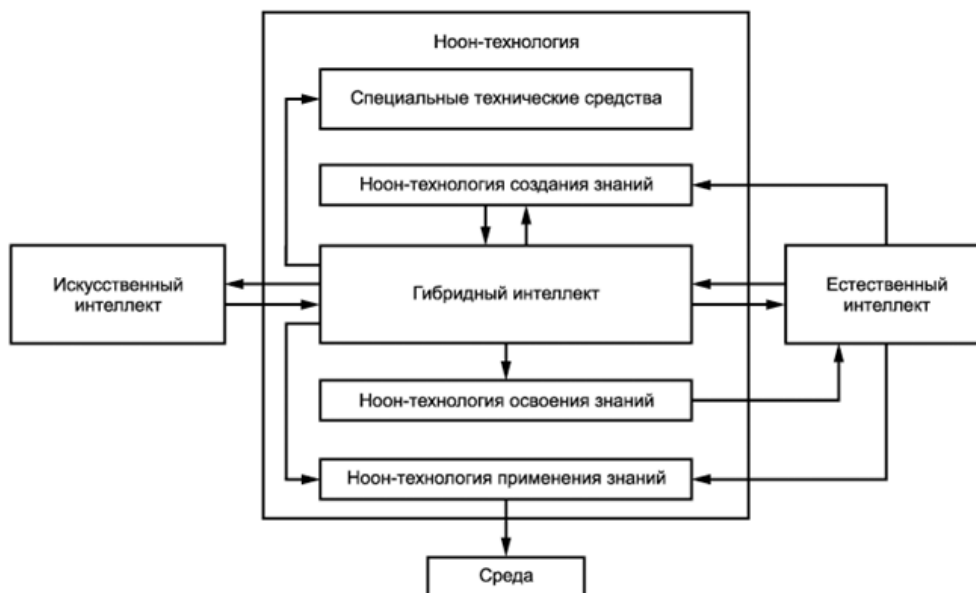 Ноон-технология
Специальные технические средства
Ноон-технология создания знаний
Искусственный
интеллект
Гибридный интеллект
Естественный
интеллект
Ноон-технология освоения знаний
Ноон-технология применения знаний
Среда